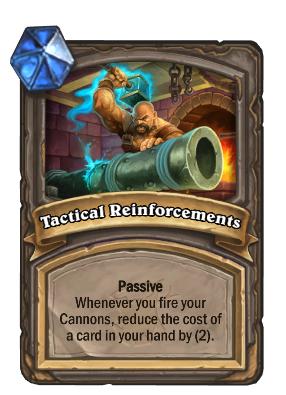 Tactical Reinforcements
Passive
Whenever you fire your
Cannons, reduce the cost of
a card in your hand by (2).